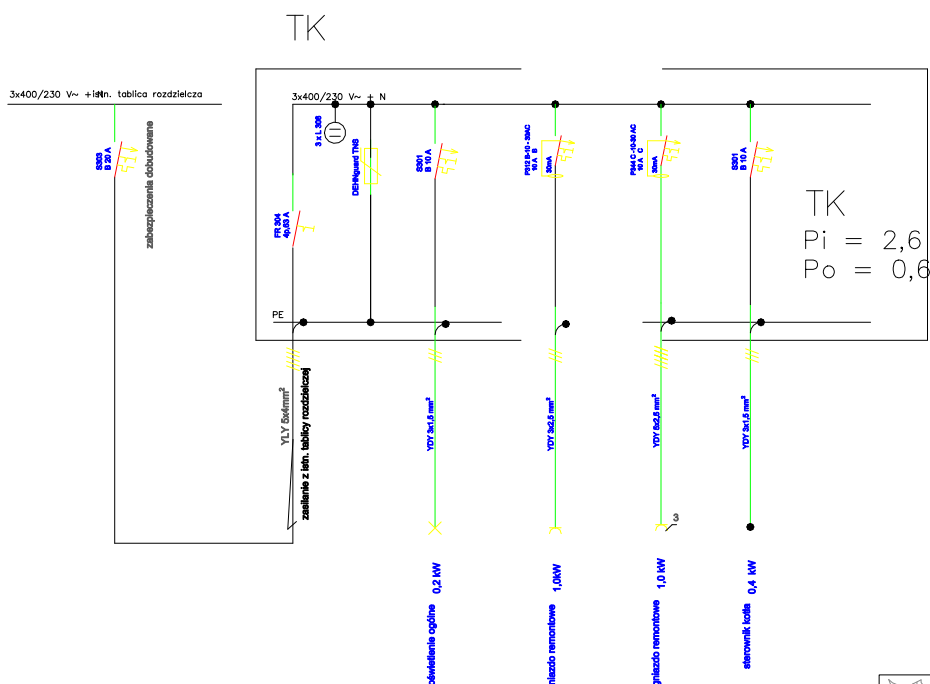 TK
3x400/230 V~ + N
istn. tablica rozdzielcza
3x400/230 V~ + N
S303
B 20 A
zabezpieczenia dobudowane
FR 304
4p,63 A
3 x L 306
DEHNguard TNS
S301
B 10 A
P312 B-10-30AC
10 A B
30mA
P344 C-10-30 AC
10 A C
30mA
S301
B 10 A
TK
Pi = 2,6
Po = 0,6
PE
YLY 5x4mm²
zasilanie z istn. tablicy rozdzielczej
YDY 3x1,5 mm²
YDY 3x2,5 mm²
YDY 5x2,5 mm²
YDY 3x1,5 mm²
3
oświetlenie ogólne 0,2 kW
gniazdo remontowe 1,0kW
gniazdo remontowe 1,0 kW
sterownik kotła 0,4 kW